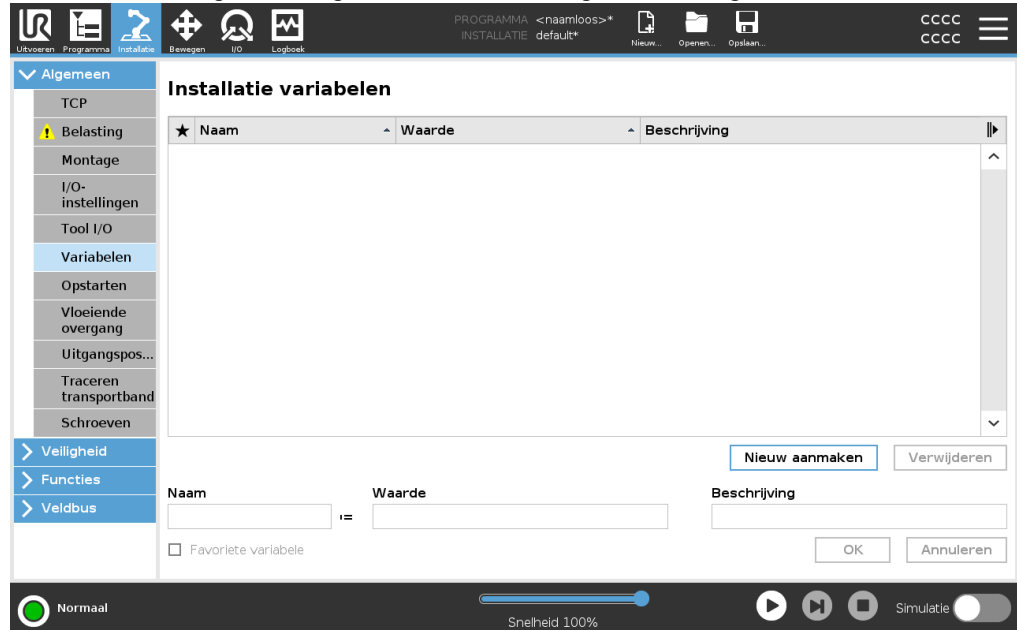 PROGRAMMA <naamloos>*
INSTALLATIE default*
CCCC
CCCC
Uitvoeren Programma Installatie Bewegen I/O Logboek Nieuw... Openen... Opslaan...
Algemeen
TCP
Belasting
Montage
I/O-
instellingen
Tool I/O
Variabelen
Opstarten
Vloeiende
overgang
Uitgangspos...
Traceren
transportband
Schroeven
Veiligheid
Functies
Veldbus
Installatie variabelen
Naam Waarde Beschrijving
Nieuw aanmaken Verwijderen
Naam Waarde Beschrijving
:=
Favoriete variabele OK Annuleren
Normaal
Snelheid 100%
Simulatie